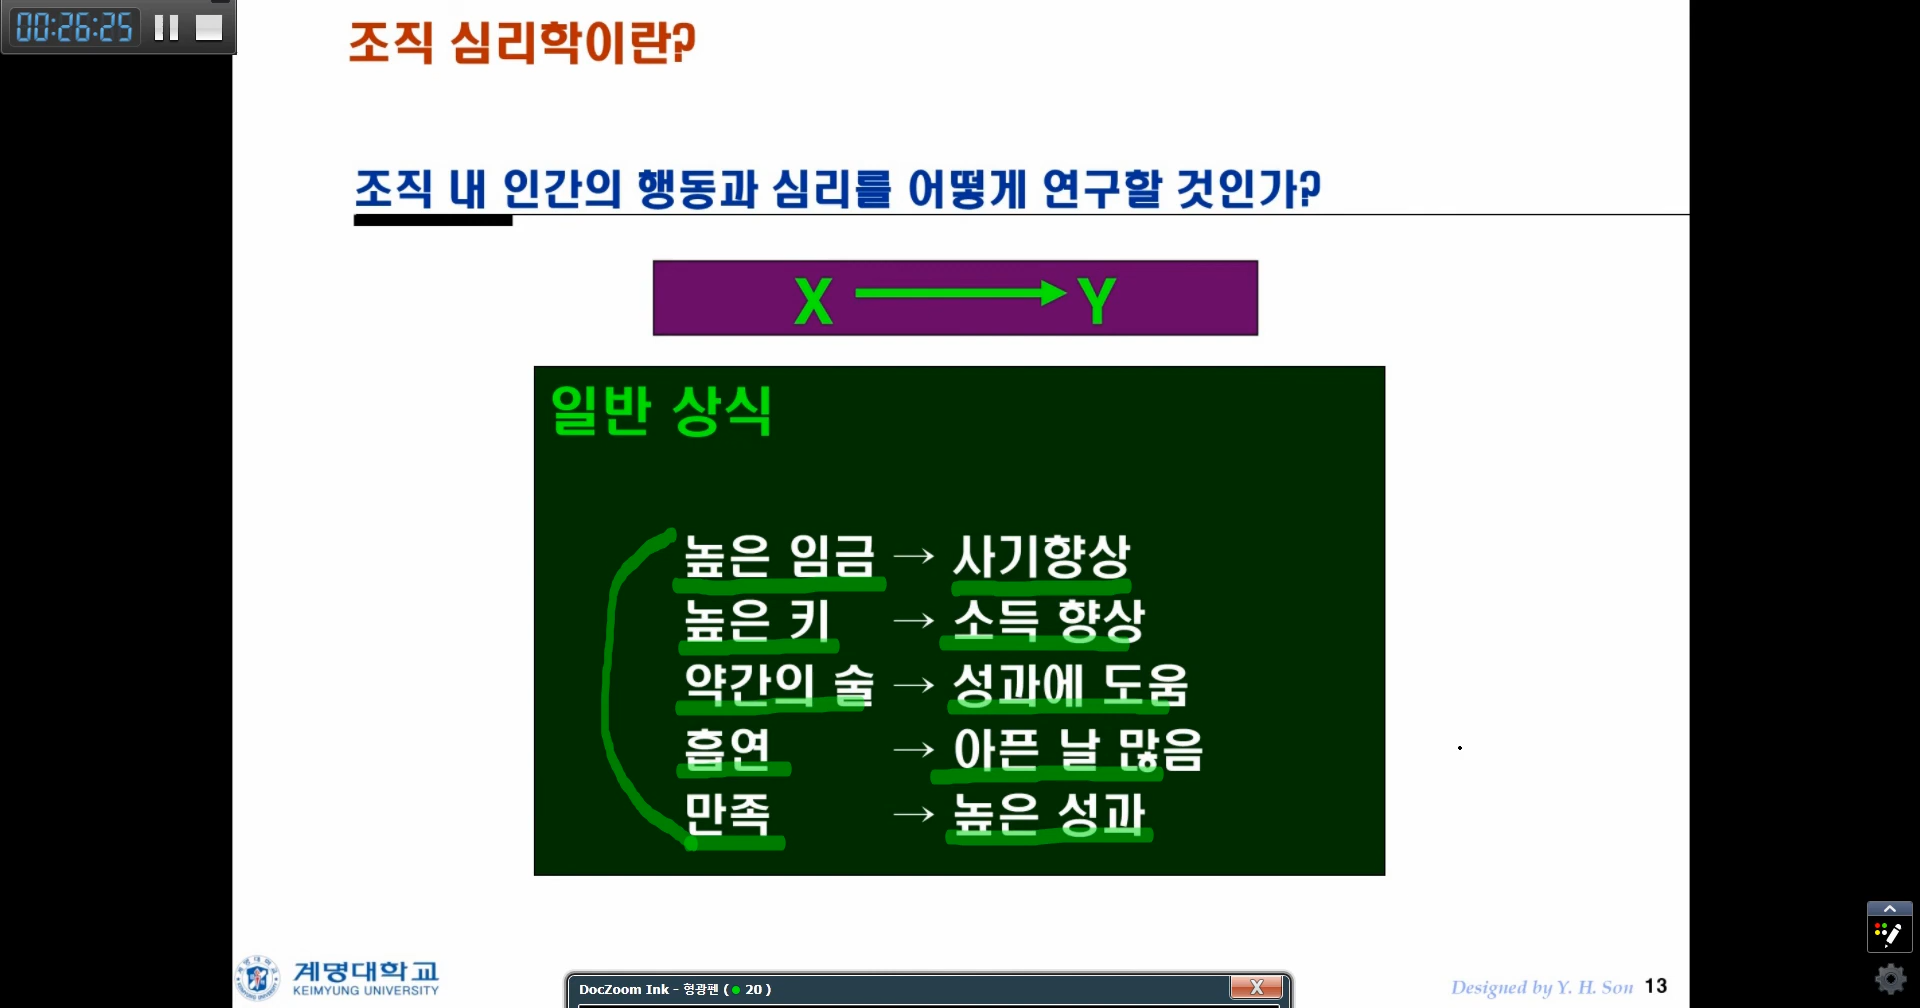 00:26:25
조직 심리학이란?
조직 내 인간의 행동과 심리를 어떻게 연구할 것인가?
X → Y
일반 상식
높은 임금 → 사기향상
높은 키 → 소득 향상
약간의 술 → 성과에 도움
흡연 → 아픈 날 많음
만족 → 높은 성과
계명대학교
KEIMYUNG UNIVERSITY
DocZoom Ink - 형광펜 ( ● 20 )
Designed by Y. H. Son 13